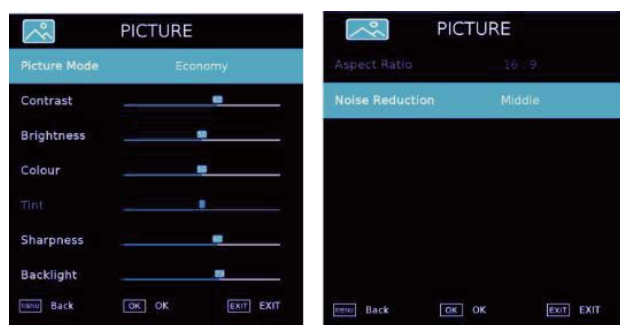 PICTURE
Picture Mode Economy
Contrast
Brightness
Colour
Tint
Sharpness
Backlight
MENU Back OK OK EXIT EXIT
PICTURE
Aspect Ratio 16:9
Noise Reduction Middle
MENU Back OK OK EXIT EXIT